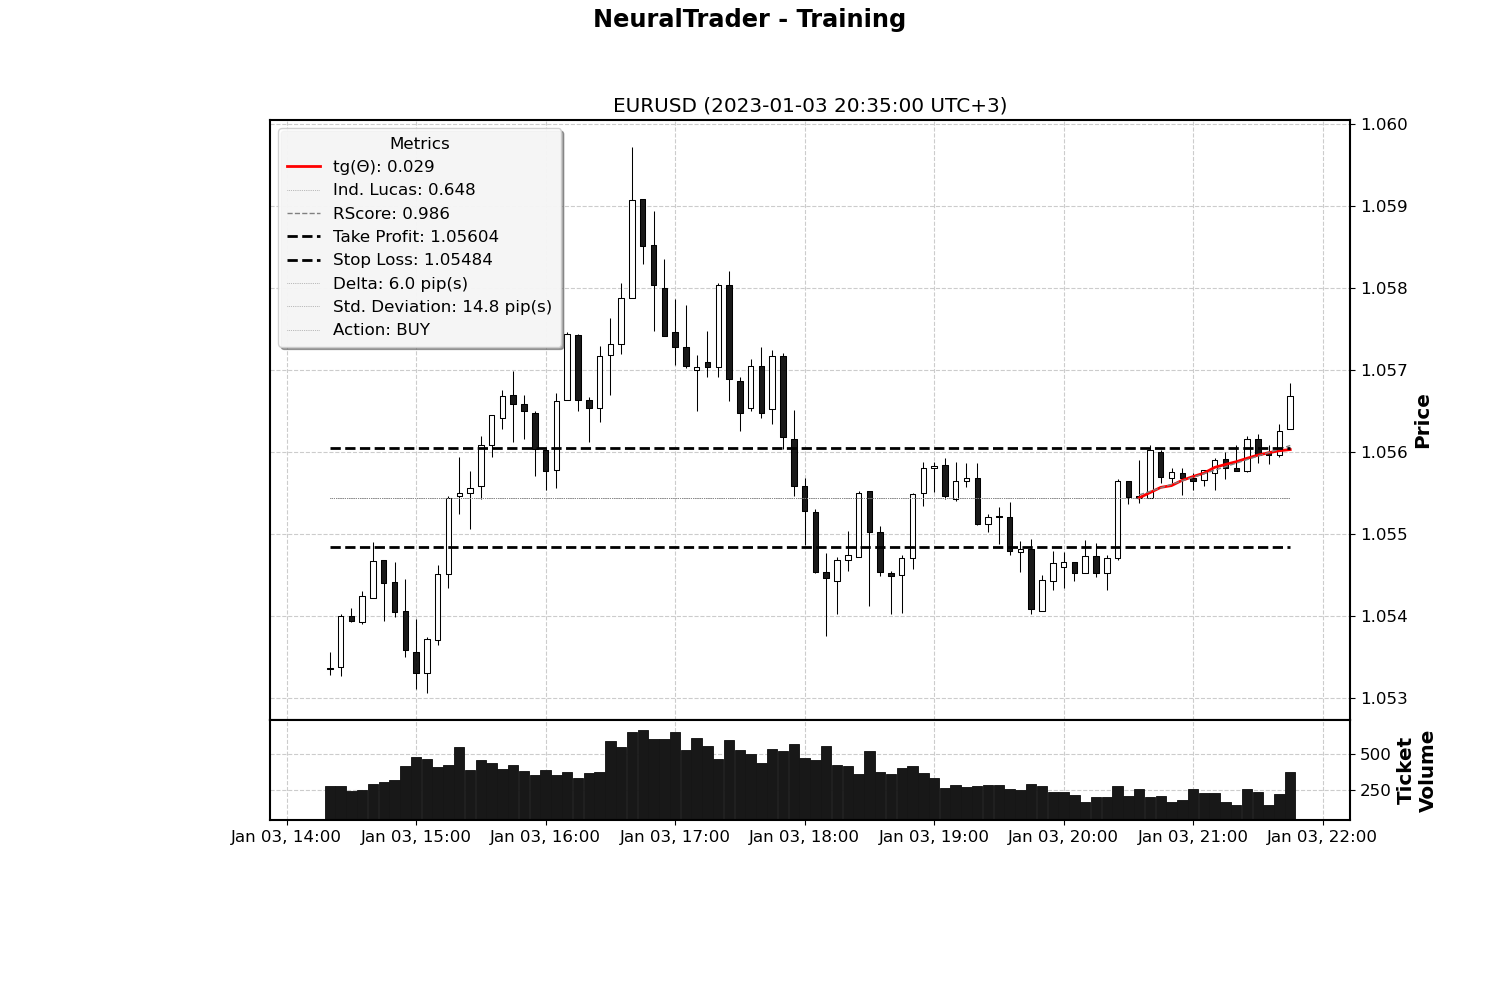 NeuralTrader - Training
EURUSD (2023-01-03 20:35:00 UTC+3)
Metrics
tg(Θ): 0.029
Ind. Lucas: 0.648
RScore: 0.986
Take Profit: 1.05604
Stop Loss: 1.05484
Delta: 6.0 pip(s)
Std. Deviation: 14.8 pip(s)
Action: BUY
1.060
1.059
1.058
1.057
1.056
1.055
1.054
1.053
Price
500
250
Ticket
Volume
Jan 03, 14:00 Jan 03, 15:00 Jan 03, 16:00 Jan 03, 17:00 Jan 03, 18:00 Jan 03, 19:00 Jan 03, 20:00 Jan 03, 21:00 Jan 03, 22:00